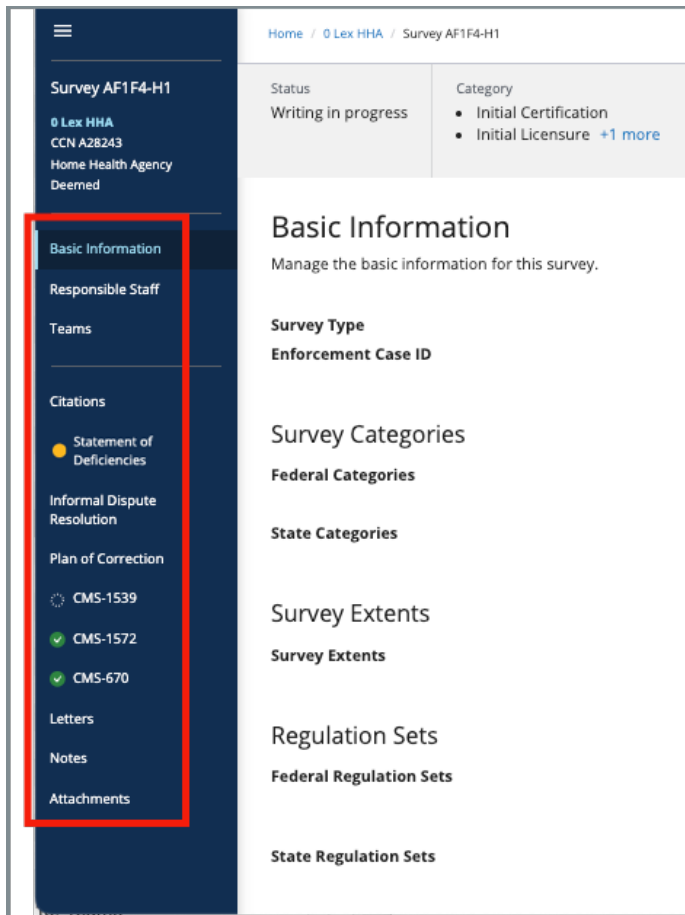 Home / 0 Lex HHA / Survey AF1F4-H1
Survey AF1F4-H1
0 Lex HHA
CCN A28243
Home Health Agency
Deemed
Basic Information
Responsible Staff
Teams
Citations
Statement of
Deficiencies
Informal Dispute
Resolution
Plan of Correction
CMS-1539
CMS-1572
CMS-670
Letters
Notes
Attachments
Status
Writing in progress
Category
• Initial Certification
• Initial Licensure +1 more
Basic Information
Manage the basic information for this survey.
Survey Type
Enforcement Case ID
Survey Categories
Federal Categories
State Categories
Survey Extents
Survey Extents
Regulation Sets
Federal Regulation Sets
State Regulation Sets